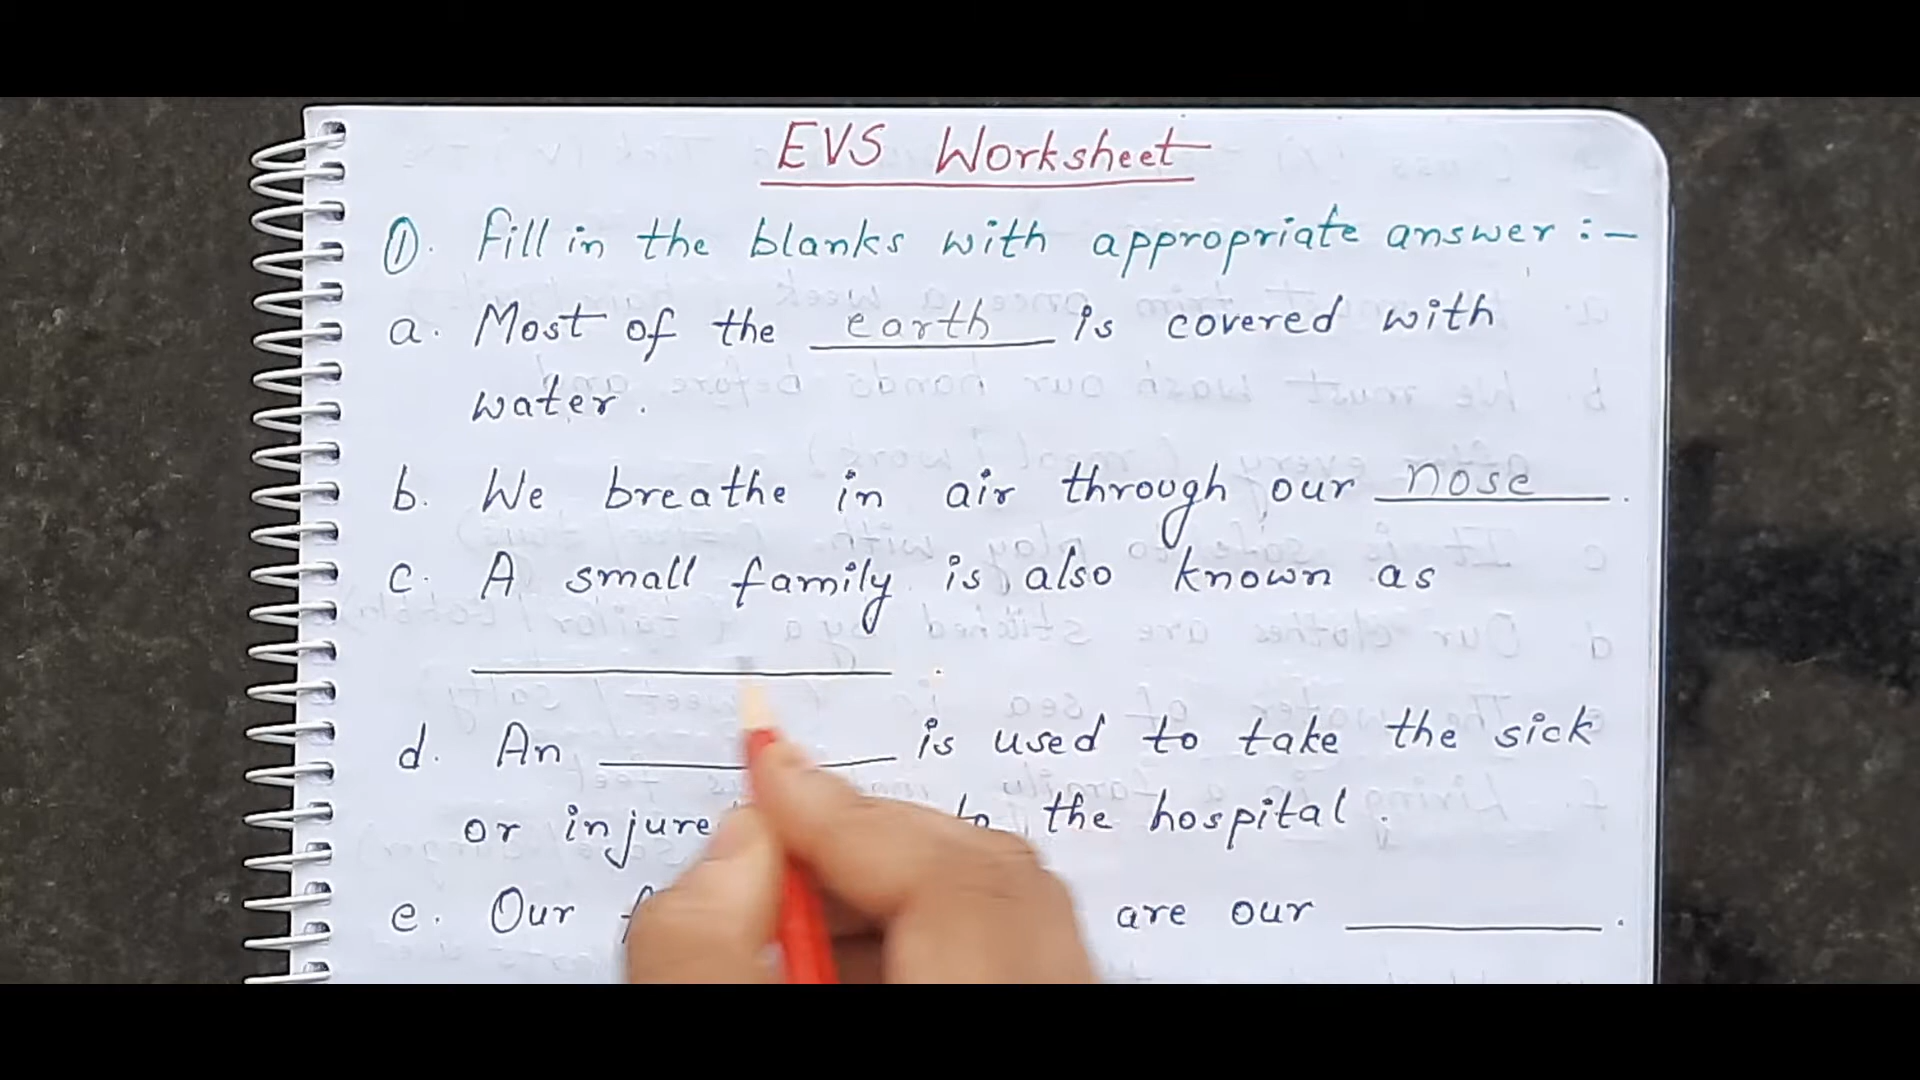 EVS Worksheet
①. Fill in the blanks with appropriate answer :-
a. Most of the earth is covered with
water.
b. We breathe in air through our nose.
c. A small family is also known as
.
d. An is used to take the sick
or to the hospital.
e. Our are our .